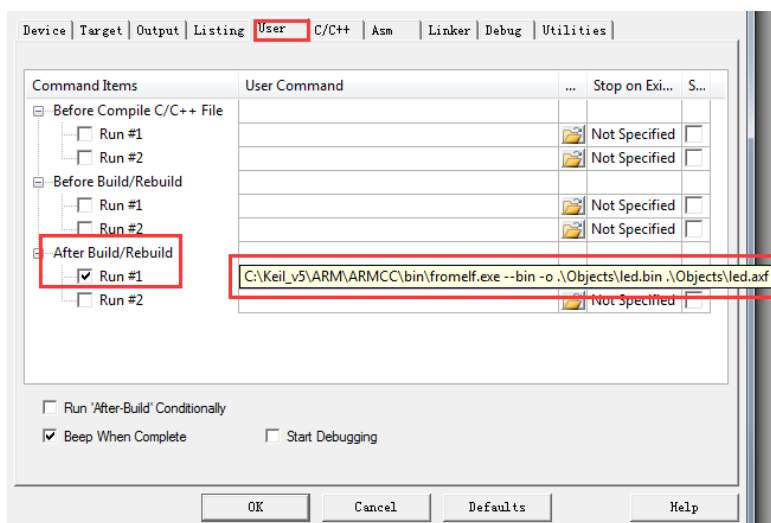 Device Target Output Listing User C/C++ Asm Linker Debug Utilities
Command Items User Command ... Stop on Exi... S...
Before Compile C/C++ File
Run #1 Not Specified
Run #2 Not Specified
Before Build/Rebuild
Run #1 Not Specified
Run #2 Not Specified
After Build/Rebuild
Run #1 C:\Keil_v5\ARM\ARMCC\bin\fromelf.exe --bin -o .\Objects\led.bin .\Objects\led.axf
Run #2 Not Specified
Run 'After-Build' Conditionally
Beep When Complete Start Debugging
OK Cancel Defaults Help